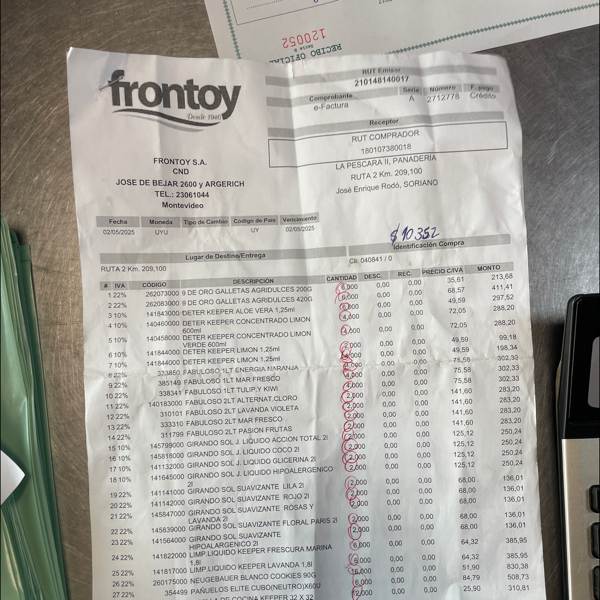 120052
Serie B
RECIBO OFICIAL
frontoy
Desde 1946
RUT Emisor
210148140017
Comprobante Serie Número F. pago
e-Factura A 2712778 Crédito
Receptor
RUT COMPRADOR
180107380018
LA PESCARA II, PANADERIA
RUTA 2 Km. 209,100
José Enrique Rodó, SORIANO
FRONTOY S.A.
CND
JOSE DE BEJAR 2600 y ARGERICH
TEL.: 23061044
Montevideo
Fecha Moneda Tipo de Cambio Código de Pais Vencimiento
02/05/2025 UYU UY 02/05/2025
$ 10352
Lugar de Destino/Entrega Identificación Compra
RUTA 2 Km. 209,100 Cli: 040841 / 0
# IVA CÓDIGO DESCRIPCIÓN CANTIDAD DESC. REC. PRECIO C/IVA MONTO
1 22% 262073000 9 DE ORO GALLETAS AGRIDULCES 200G 6,000 0,00 0,00 35,61 213,68
2 22% 262083000 9 DE ORO GALLETAS AGRIDULCES 420G 6,000 0,00 0,00 68,57 411,41
3 10% 141843000 DETER KEEPER ALOE VERA 1,25ml 6,000 0,00 0,00 49,59 297,52
4 10% 140460000 DETER KEEPER CONCENTRADO LIMON 4,000 0,00 0,00 72,05 288,20
600ml
5 10% 140458000 DETER KEEPER CONCENTRADO LIMON 4,000 0,00 0,00 72,05 288,20
VERDE 600ml
6 10% 141844000 DETER KEEPER LIMON 1,25ml 2,000 0,00 0,00 49,59 99,18
7 10% 141844000 DETER KEEPER LIMON 1,25ml 4,000 0,00 0,00 49,59 198,34
8 22% 323850 FABULOSO 1LT ENERGIA NARANJA 4,000 0,00 0,00 75,58 302,33
9 22% 385149 FABULOSO 1LT MAR FRESCO 4,000 0,00 0,00 75,58 302,33
10 22% 338341 FABULOSO 1LT TULIP.Y KIWI 4,000 0,00 0,00 75,58 302,33
11 22% 140183000 FABULOSO 2LT ALTERNAT.CLORO 2,000 0,00 0,00 141,60 283,20
12 22% 310101 FABULOSO 2LT LAVANDA VIOLETA 2,000 0,00 0,00 141,60 283,20
13 22% 333310 FABULOSO 2LT MAR FRESCO 2,000 0,00 0,00 141,60 283,20
14 22% 311799 FABULOSO 2LT PASION FRUTAS 2,000 0,00 0,00 141,60 283,20
15 10% 145799000 GIRANDO SOL J. LIQUIDO ACCION TOTAL 2l 2,000 0,00 0,00 125,12 250,24
16 10% 145818000 GIRANDO SOL J. LIQUIDO COCO 2l 2,000 0,00 0,00 125,12 250,24
17 10% 141132000 GIRANDO SOL J. LIQUIDO GLICERINA 2l 2,000 0,00 0,00 125,12 250,24
18 10% 141645000 GIRANDO SOL J. LIQUIDO HIPOALERGENICO 2,000 0,00 0,00 125,12 250,24
2l
19 22% 141141000 GIRANDO SOL SUAVIZANTE LILA 2l 2,000 0,00 0,00 68,00 136,01
20 22% 141142000 GIRANDO SOL SUAVIZANTE ROJO 2l 2,000 0,00 0,00 68,00 136,01
21 22% 145847000 GIRANDO SOL SUAVIZANTE ROSAS Y 2,000 0,00 0,00 68,00 136,01
LAVANDA 2l
22 22% 145839000 GIRANDO SOL SUAVIZANTE FLORAL PARIS 2l 2,000 0,00 0,00 68,00 136,01
23 22% 141564000 GIRANDO SOL SUAVIZANTE 2,000 0,00 0,00 68,00 136,01
HIPOALARGENICO 2l
24 22% 141822000 LIMP.LIQUIDO KEEPER FRESCURA MARINA 6,000 0,00 0,00 64,32 385,95
1,8l
25 22% 141817000 LIMP.LIQUIDO KEEPER LAVANDA 1,8l 6,000 0,00 0,00 64,32 385,95
26 22% 260175000 NEUGEBAUER BLANCO COOKIES 90G 16,000 0,00 0,00 51,90 830,38
27 22% 354499 PAÑUELOS ELITE CUBO(NEUTRO)X60U 6,000 0,00 0,00 84,79 508,73
DE COCINA KEEPER 32 X 32 12,000 0,00 0,00 25,90 310,81